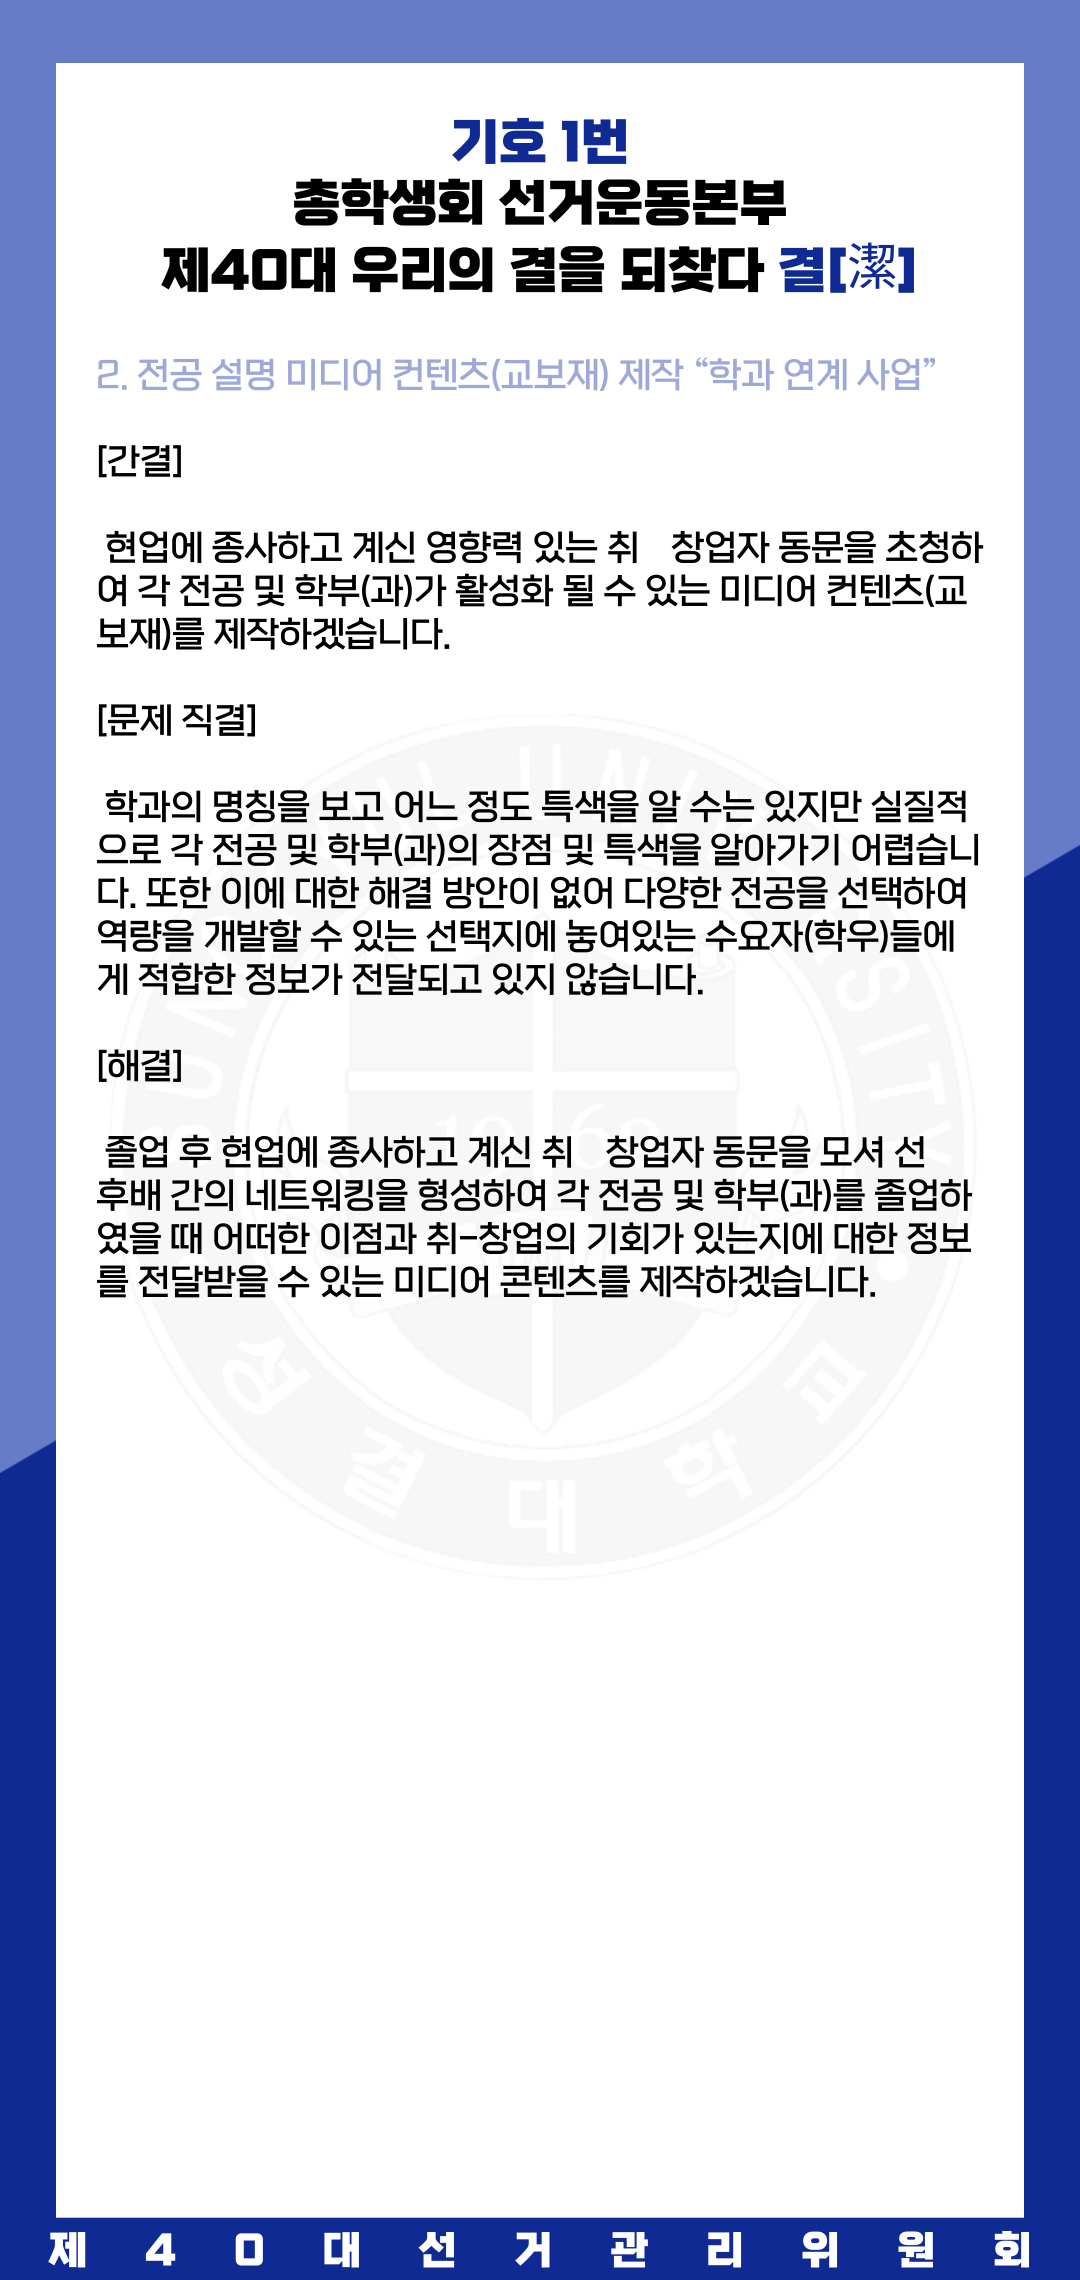 기호 1번
총학생회 선거운동본부
제40대 우리의 결을 되찾다 결[潔]
2. 전공 설명 미디어 컨텐츠(교보재) 제작 “학과 연계 사업”
[간결]
현업에 종사하고 계신 영향력 있는 취 창업자 동문을 초청하
여 각 전공 및 학부(과)가 활성화 될 수 있는 미디어 컨텐츠(교
보재)를 제작하겠습니다.
[문제 직결]
학과의 명칭을 보고 어느 정도 특색을 알 수는 있지만 실질적
으로 각 전공 및 학부(과)의 장점 및 특색을 알아가기 어렵습니
다. 또한 이에 대한 해결 방안이 없어 다양한 전공을 선택하여
역량을 개발할 수 있는 선택지에 놓여있는 수요자(학우)들에
게 적합한 정보가 전달되고 있지 않습니다.
[해결]
졸업 후 현업에 종사하고 계신 취 창업자 동문을 모셔 선
후배 간의 네트워킹을 형성하여 각 전공 및 학부(과)를 졸업하
였을 때 어떠한 이점과 취-창업의 기회가 있는지에 대한 정보
를 전달받을 수 있는 미디어 콘텐츠를 제작하겠습니다.
성결대학교
제40대선거관리위원회